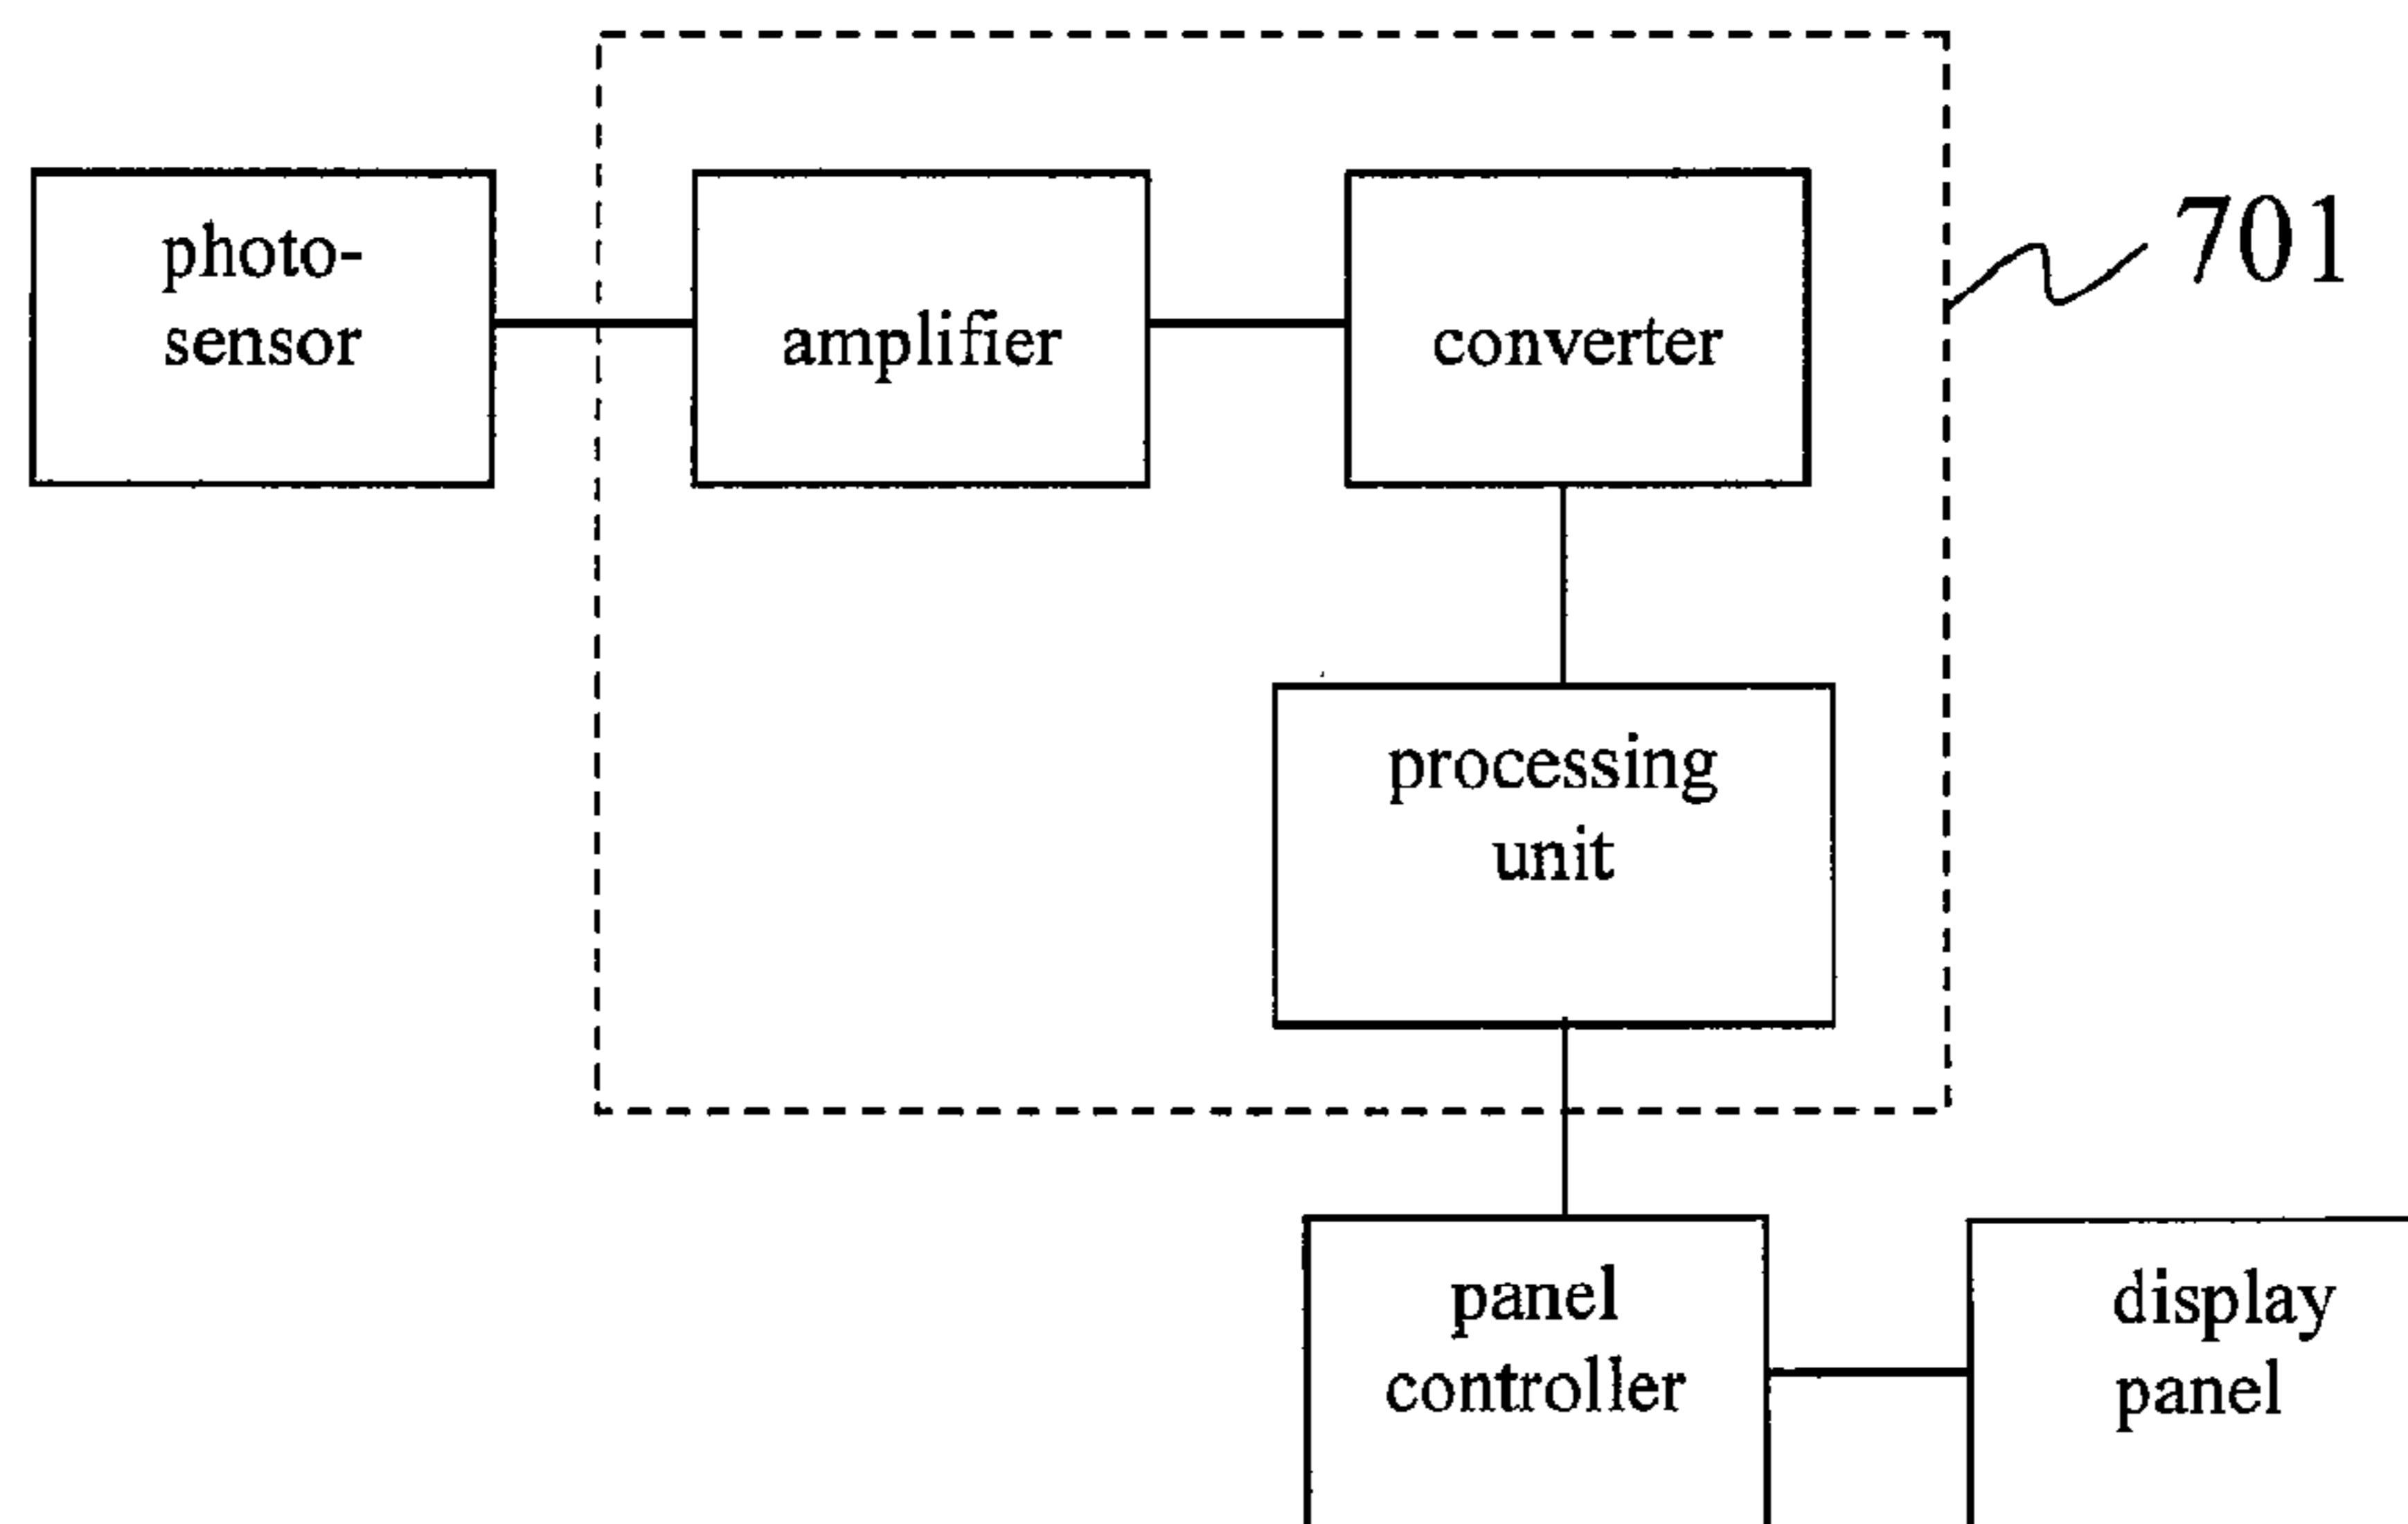 photo-
sensor
amplifier
converter
701
processing
unit
panel
controller
display
panel